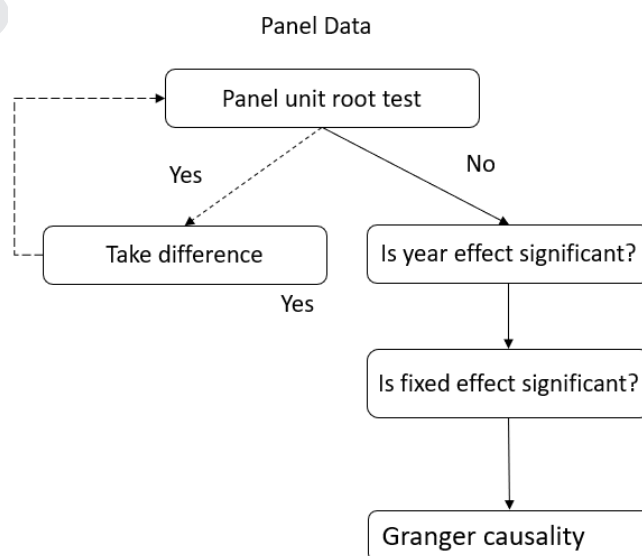 Panel Data
Panel unit root test
Yes
No
Take difference
Is year effect significant?
Yes
Is fixed effect significant?
Granger causality